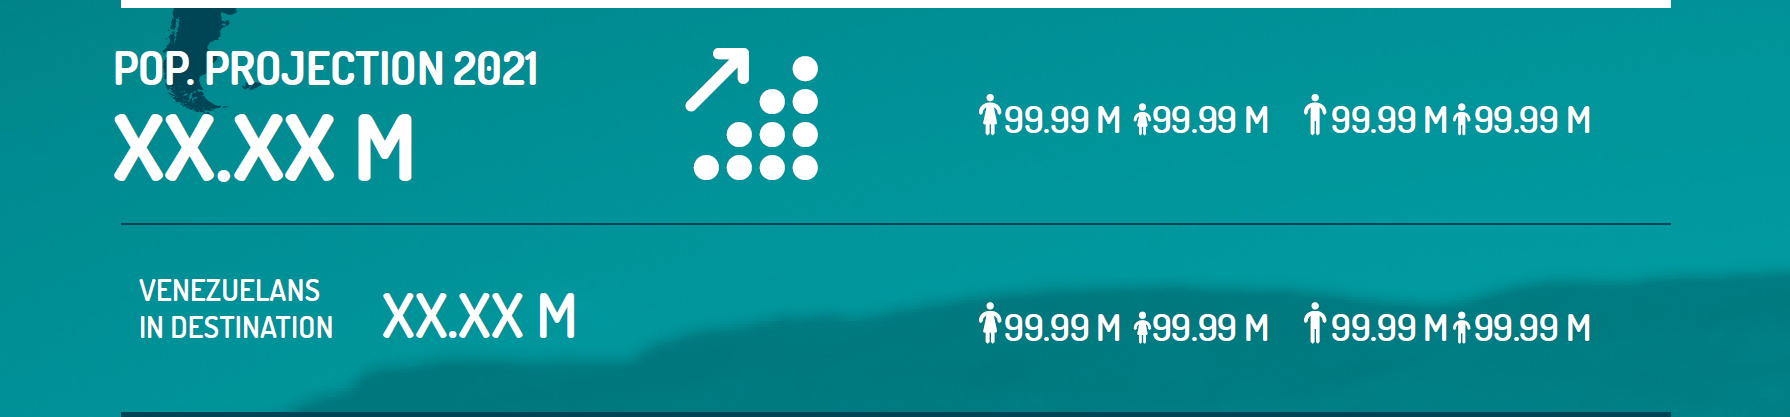 POP. PROJECTION 2021
XX.XX M
99.99 M 99.99 M 99.99 M 99.99 M
VENEZUELANS
IN DESTINATION
XX.XX M
99.99 M 99.99 M 99.99 M 99.99 M